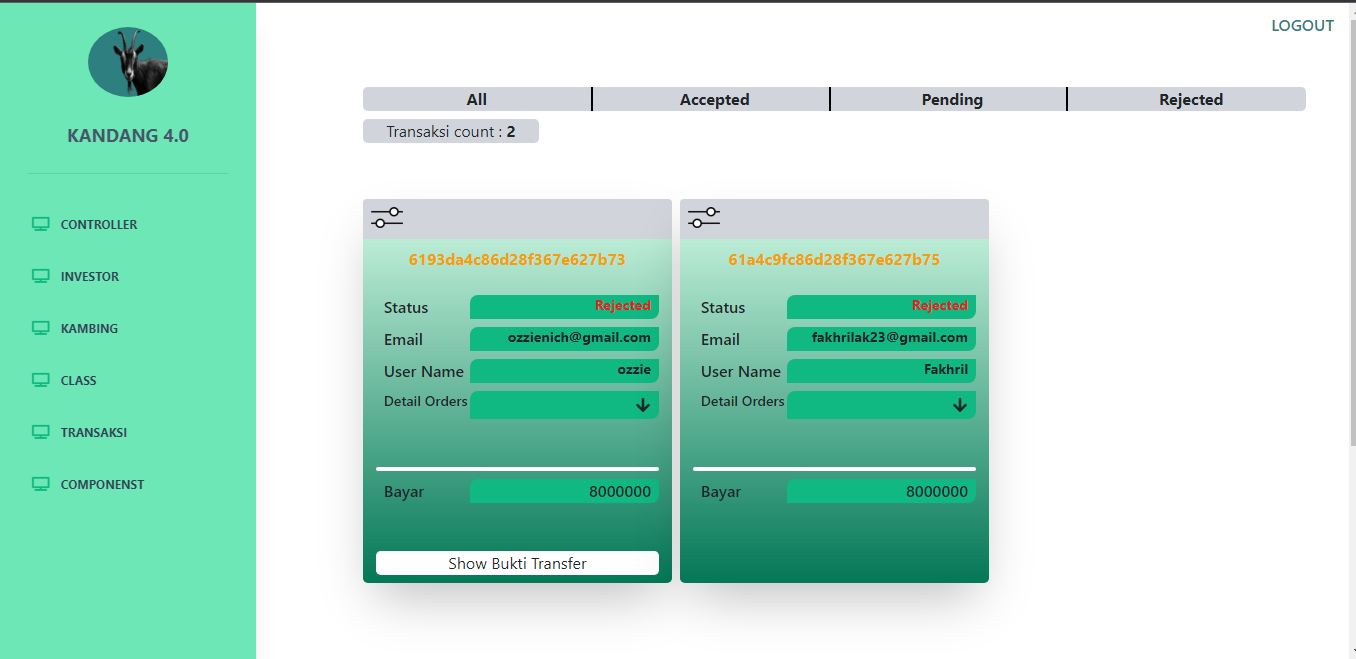 LOGOUT
KANDANG 4.0
CONTROLLER
INVESTOR
KAMBING
CLASS
TRANSAKSI
COMPONENST
All
Accepted
Pending
Rejected
Transaksi count : 2
6193da4c86d28f367e627b73
Status Rejected
Email ozzienich@gmail.com
User Name ozzie
Detail Orders
Bayar 8000000
Show Bukti Transfer
61a4c9fc86d28f367e627b75
Status Rejected
Email fakhrilak23@gmail.com
User Name Fakhril
Detail Orders
Bayar 8000000